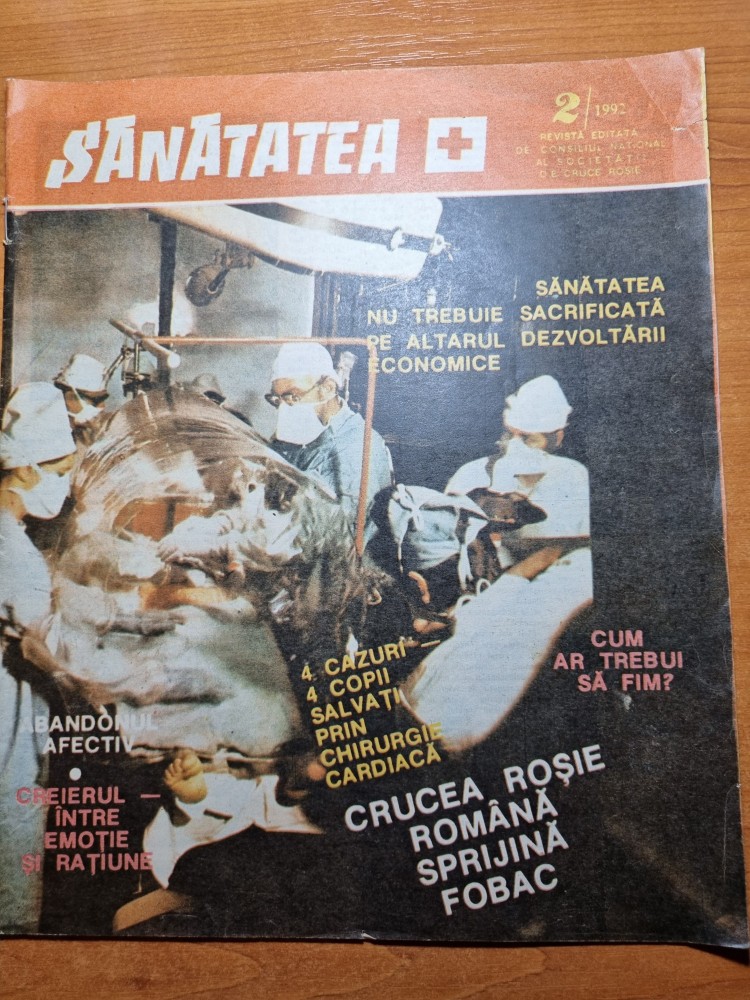 SĂNĂTATEA
2/1992
REVISTĂ EDITATĂ
DE CONSILIUL NAȚIONAL
AL SOCIETĂȚII
DE CRUCE ROȘIE
SĂNĂTATEA
NU TREBUIE SACRIFICATĂ
PE ALTARUL DEZVOLTĂRII
ECONOMICE
CUM
AR TREBUI
SĂ FIM?
4 CAZURI —
4 COPII
SALVAȚI
PRIN
CHIRURGIE
CARDIACĂ
ABANDONUL
AFECTIV
CREIERUL —
ÎNTRE
EMOȚIE
ȘI RAȚIUNE
CRUCEA ROȘIE
ROMÂNĂ
SPRIJINĂ
FOBAC